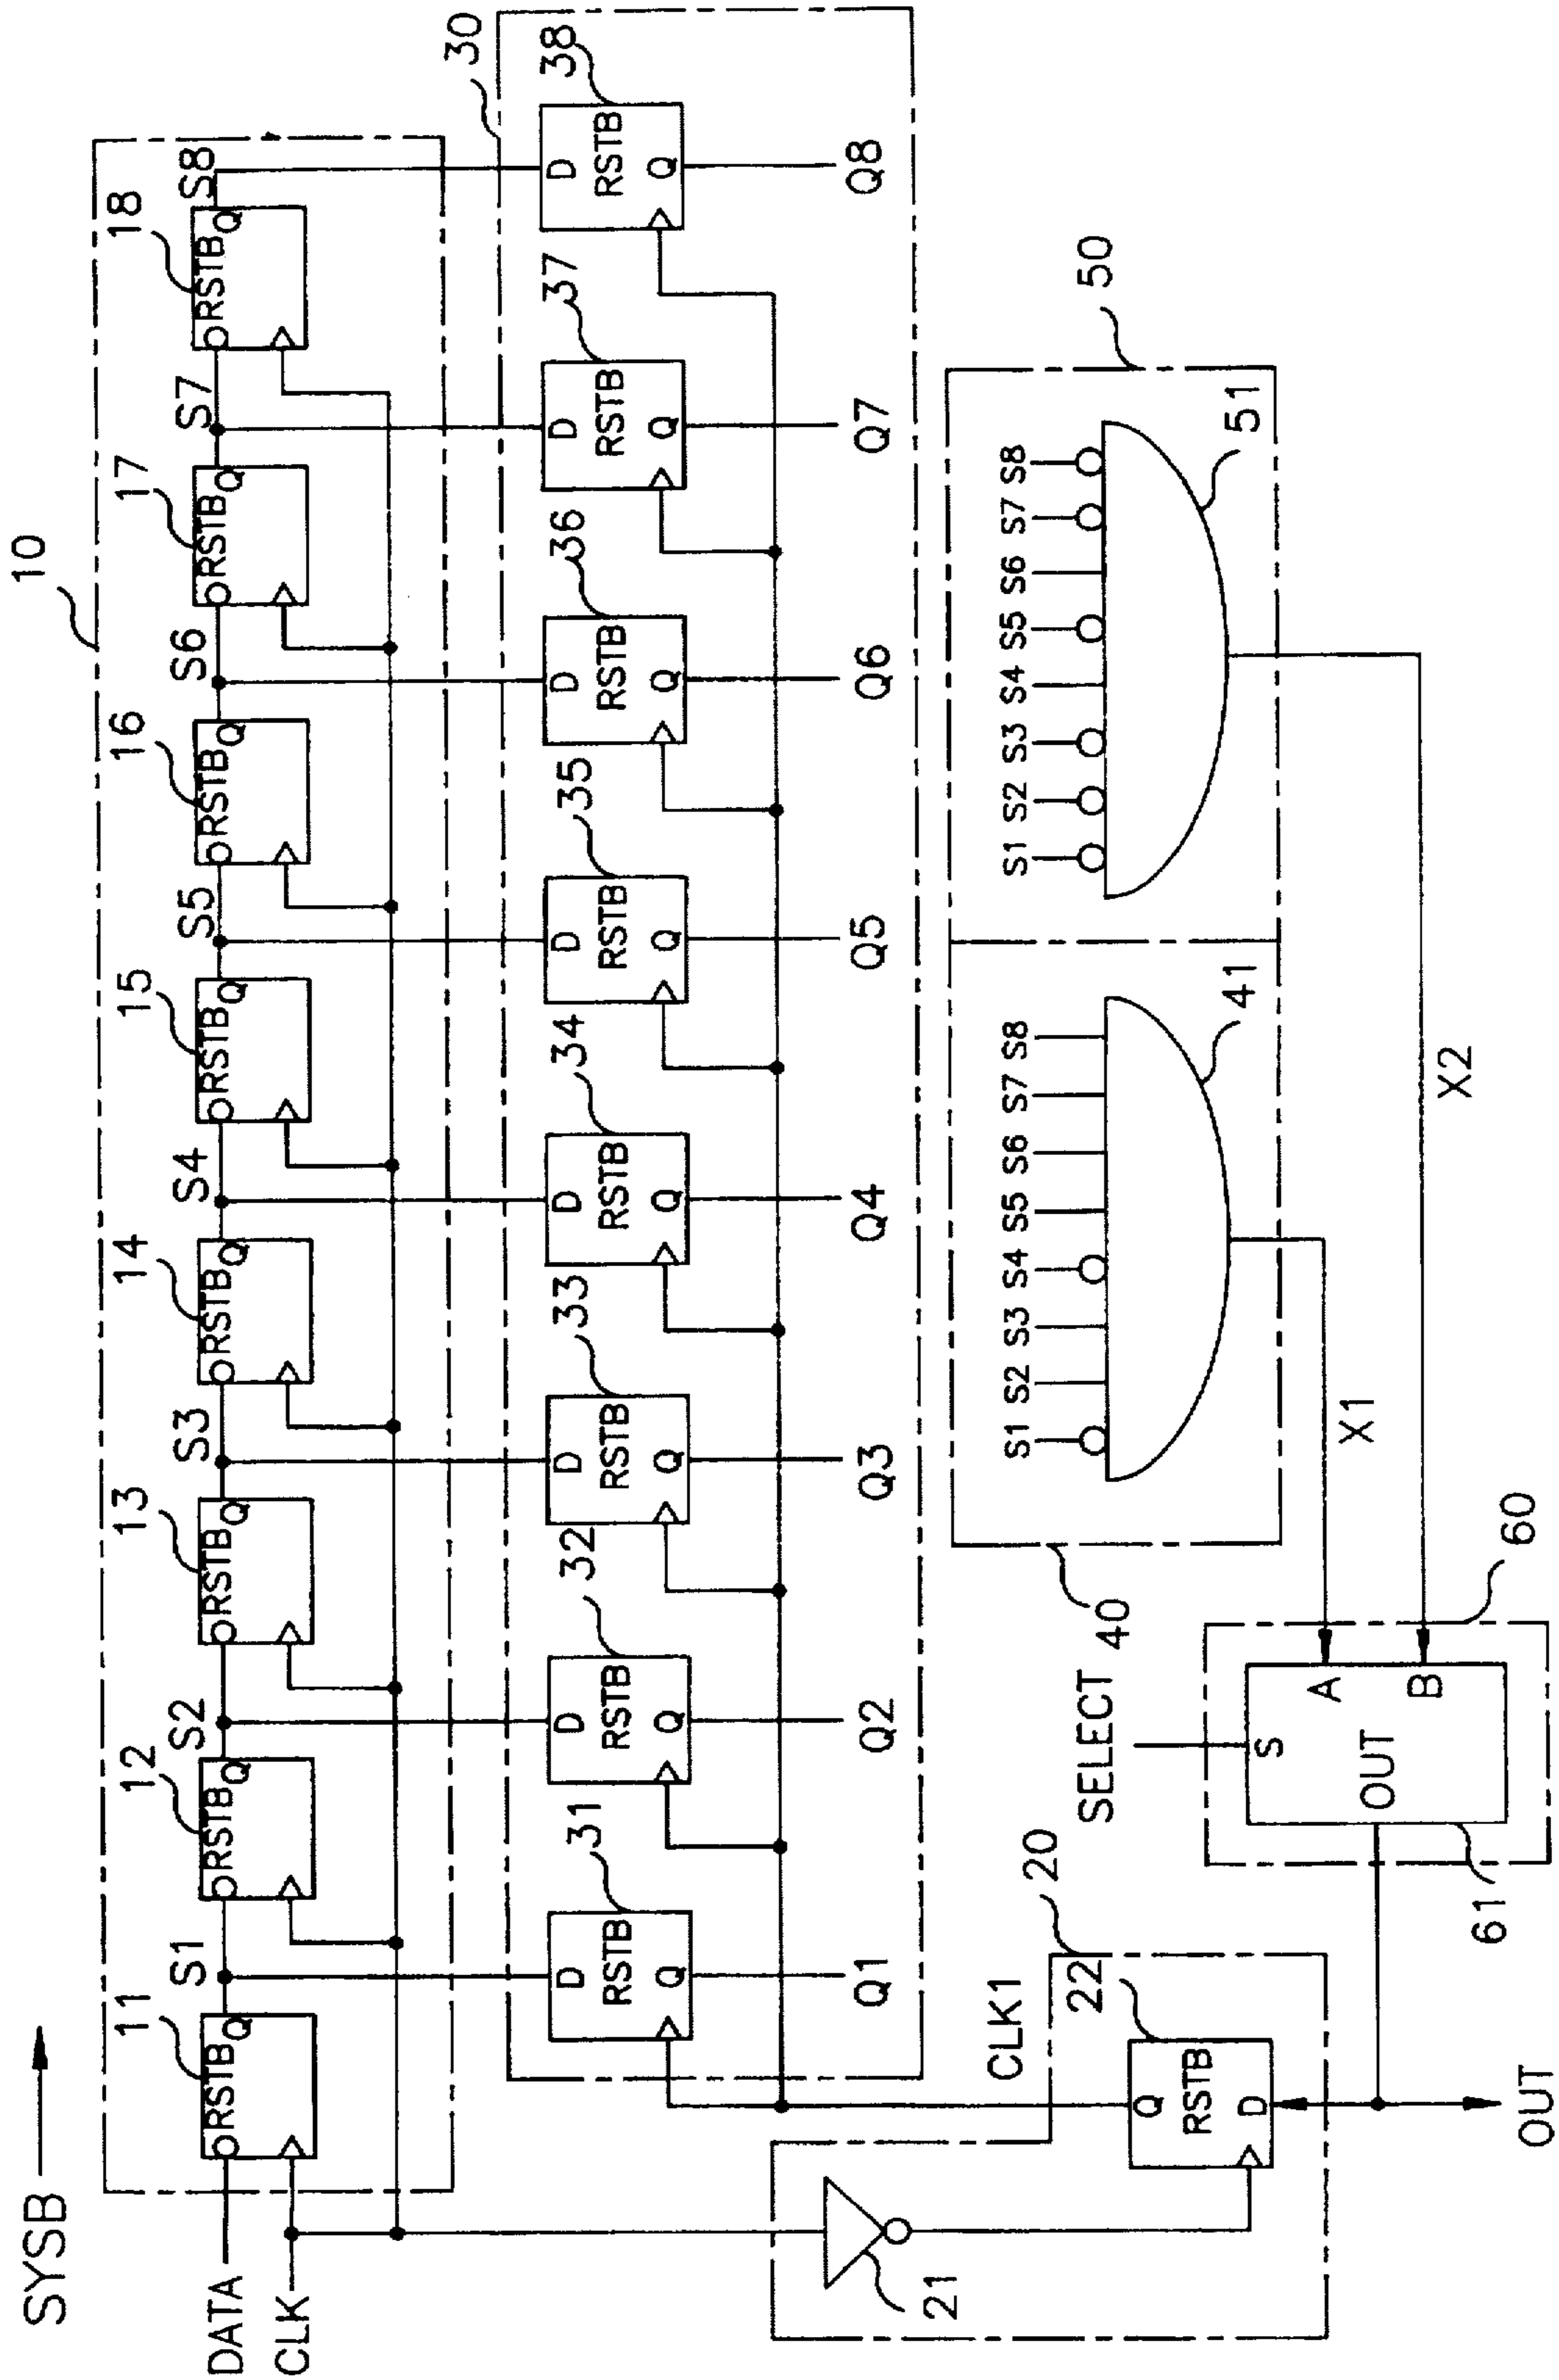 SYSB
10
11 12 13 14 15 16 17 18
S1 S2 S3 S4 S5 S6 S7 S8
DATA
RSTB Q RSTB Q RSTB Q RSTB Q RSTB Q RSTB Q RSTB Q RSTB Q
CLK
30
31 32 33 34 35 36 37 38
D D D D D D D D
RSTB RSTB RSTB RSTB RSTB RSTB RSTB RSTB
Q Q Q Q Q Q Q Q
Q1 Q2 Q3 Q4 Q5 Q6 Q7 Q8
21
20
CLK1
22
Q
RSTB
D
OUT
SELECT
40
50
S1 S2 S3 S4 S5 S6 S7 S8
41
S1 S2 S3 S4 S5 S6 S7 S8
51
X1
X2
60
S
A
OUT
B
61